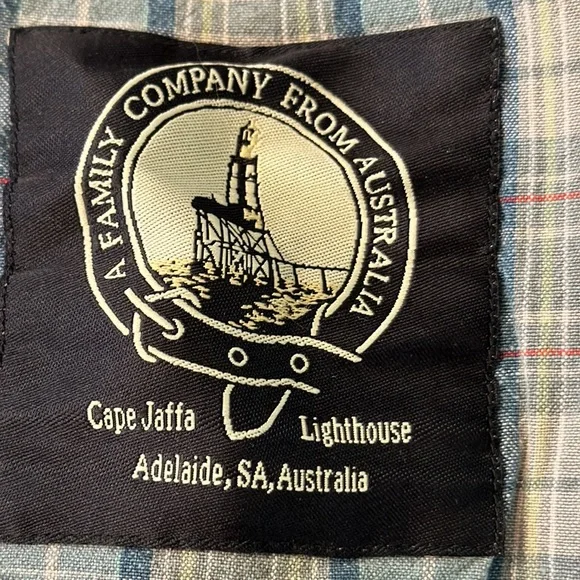 A FAMILY COMPANY FROM AUSTRALIA
Cape Jaffa Lighthouse
Adelaide, SA, Australia